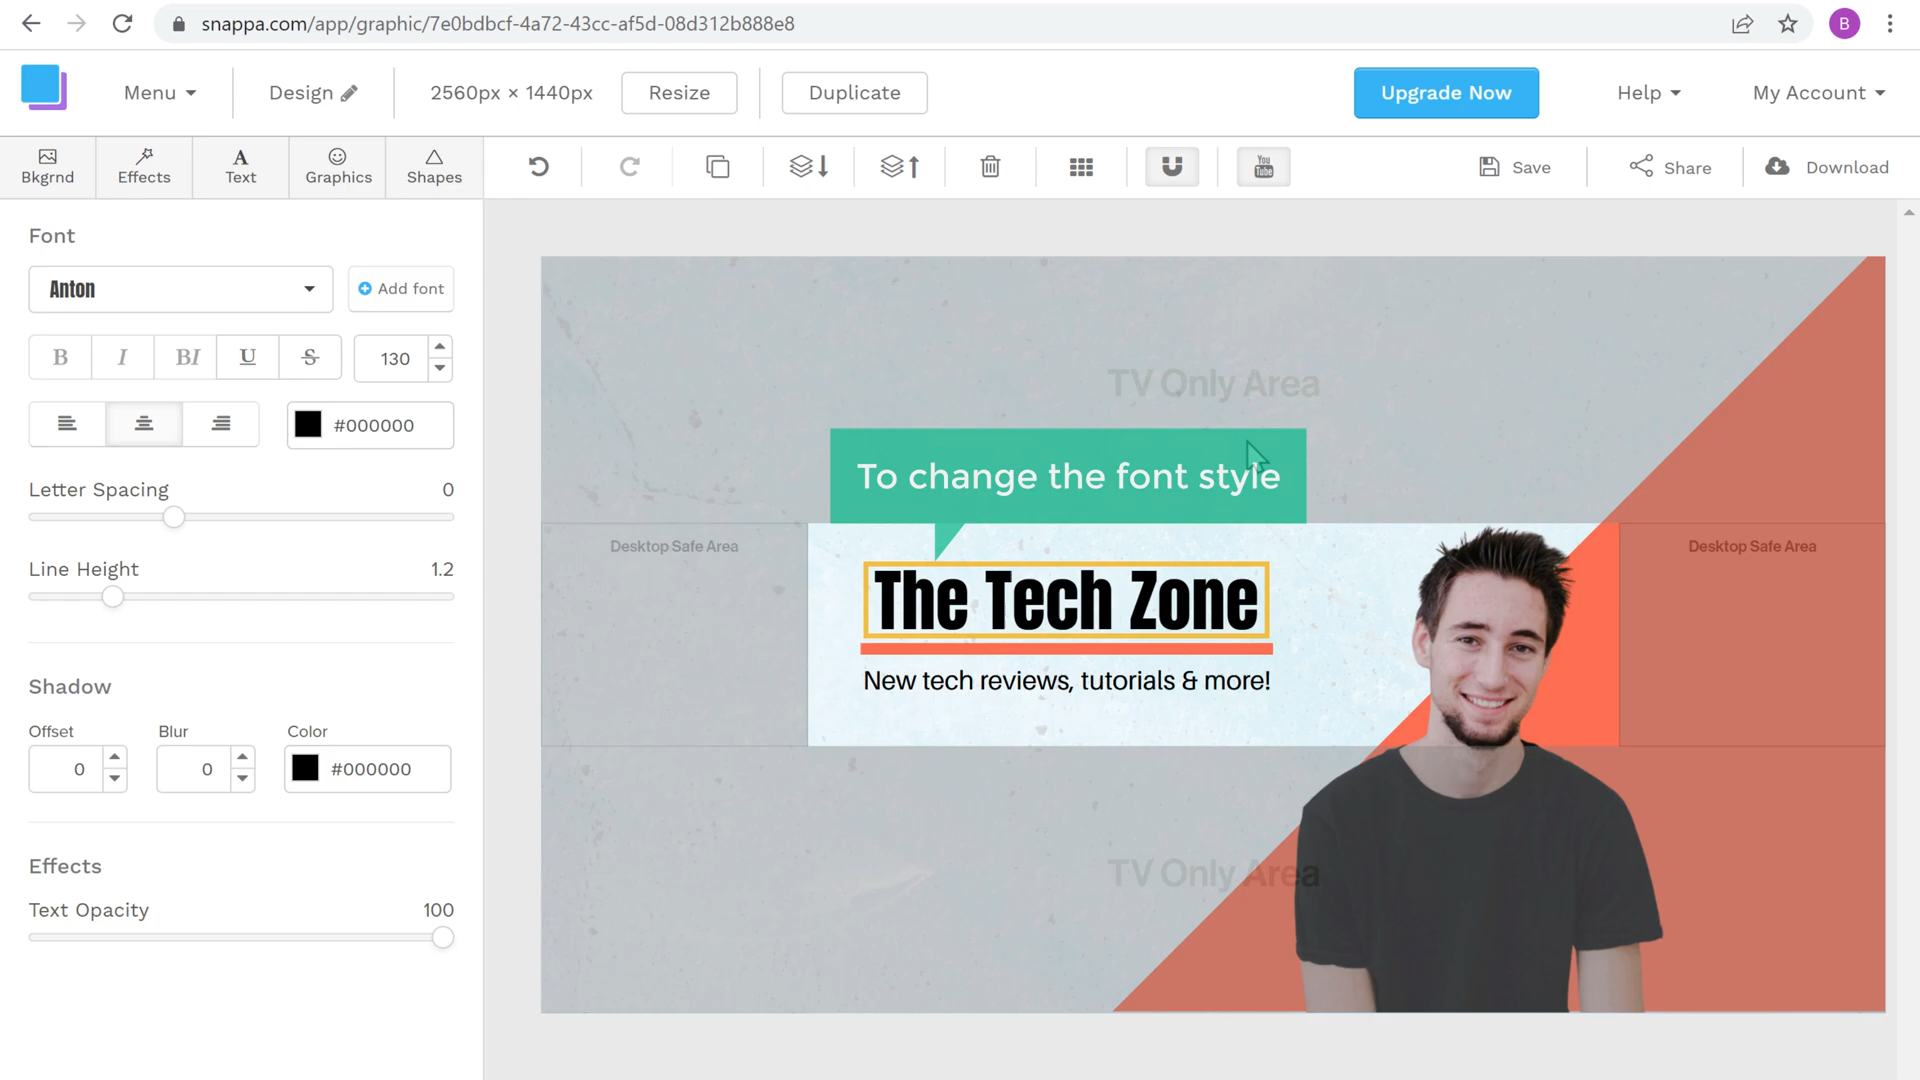 snappa.com/app/graphic/7e0bdbcf-4a72-43cc-af5d-08d312b888e8
B
Menu
Design
2560px × 1440px
Resize
Duplicate
Upgrade Now
Help
My Account
Bkgrnd
Effects
Text
Graphics
Shapes
You
Tube
Save
Share
Download
Font
Anton
Add font
B
I
BI
U
S
130
#000000
Letter Spacing
0
Line Height
1.2
Shadow
Offset
Blur
Color
0
0
#000000
Effects
Text Opacity
100
TV Only Area
To change the font style
Desktop Safe Area
Desktop Safe Area
The Tech Zone
New tech reviews, tutorials & more!
TV Only Area